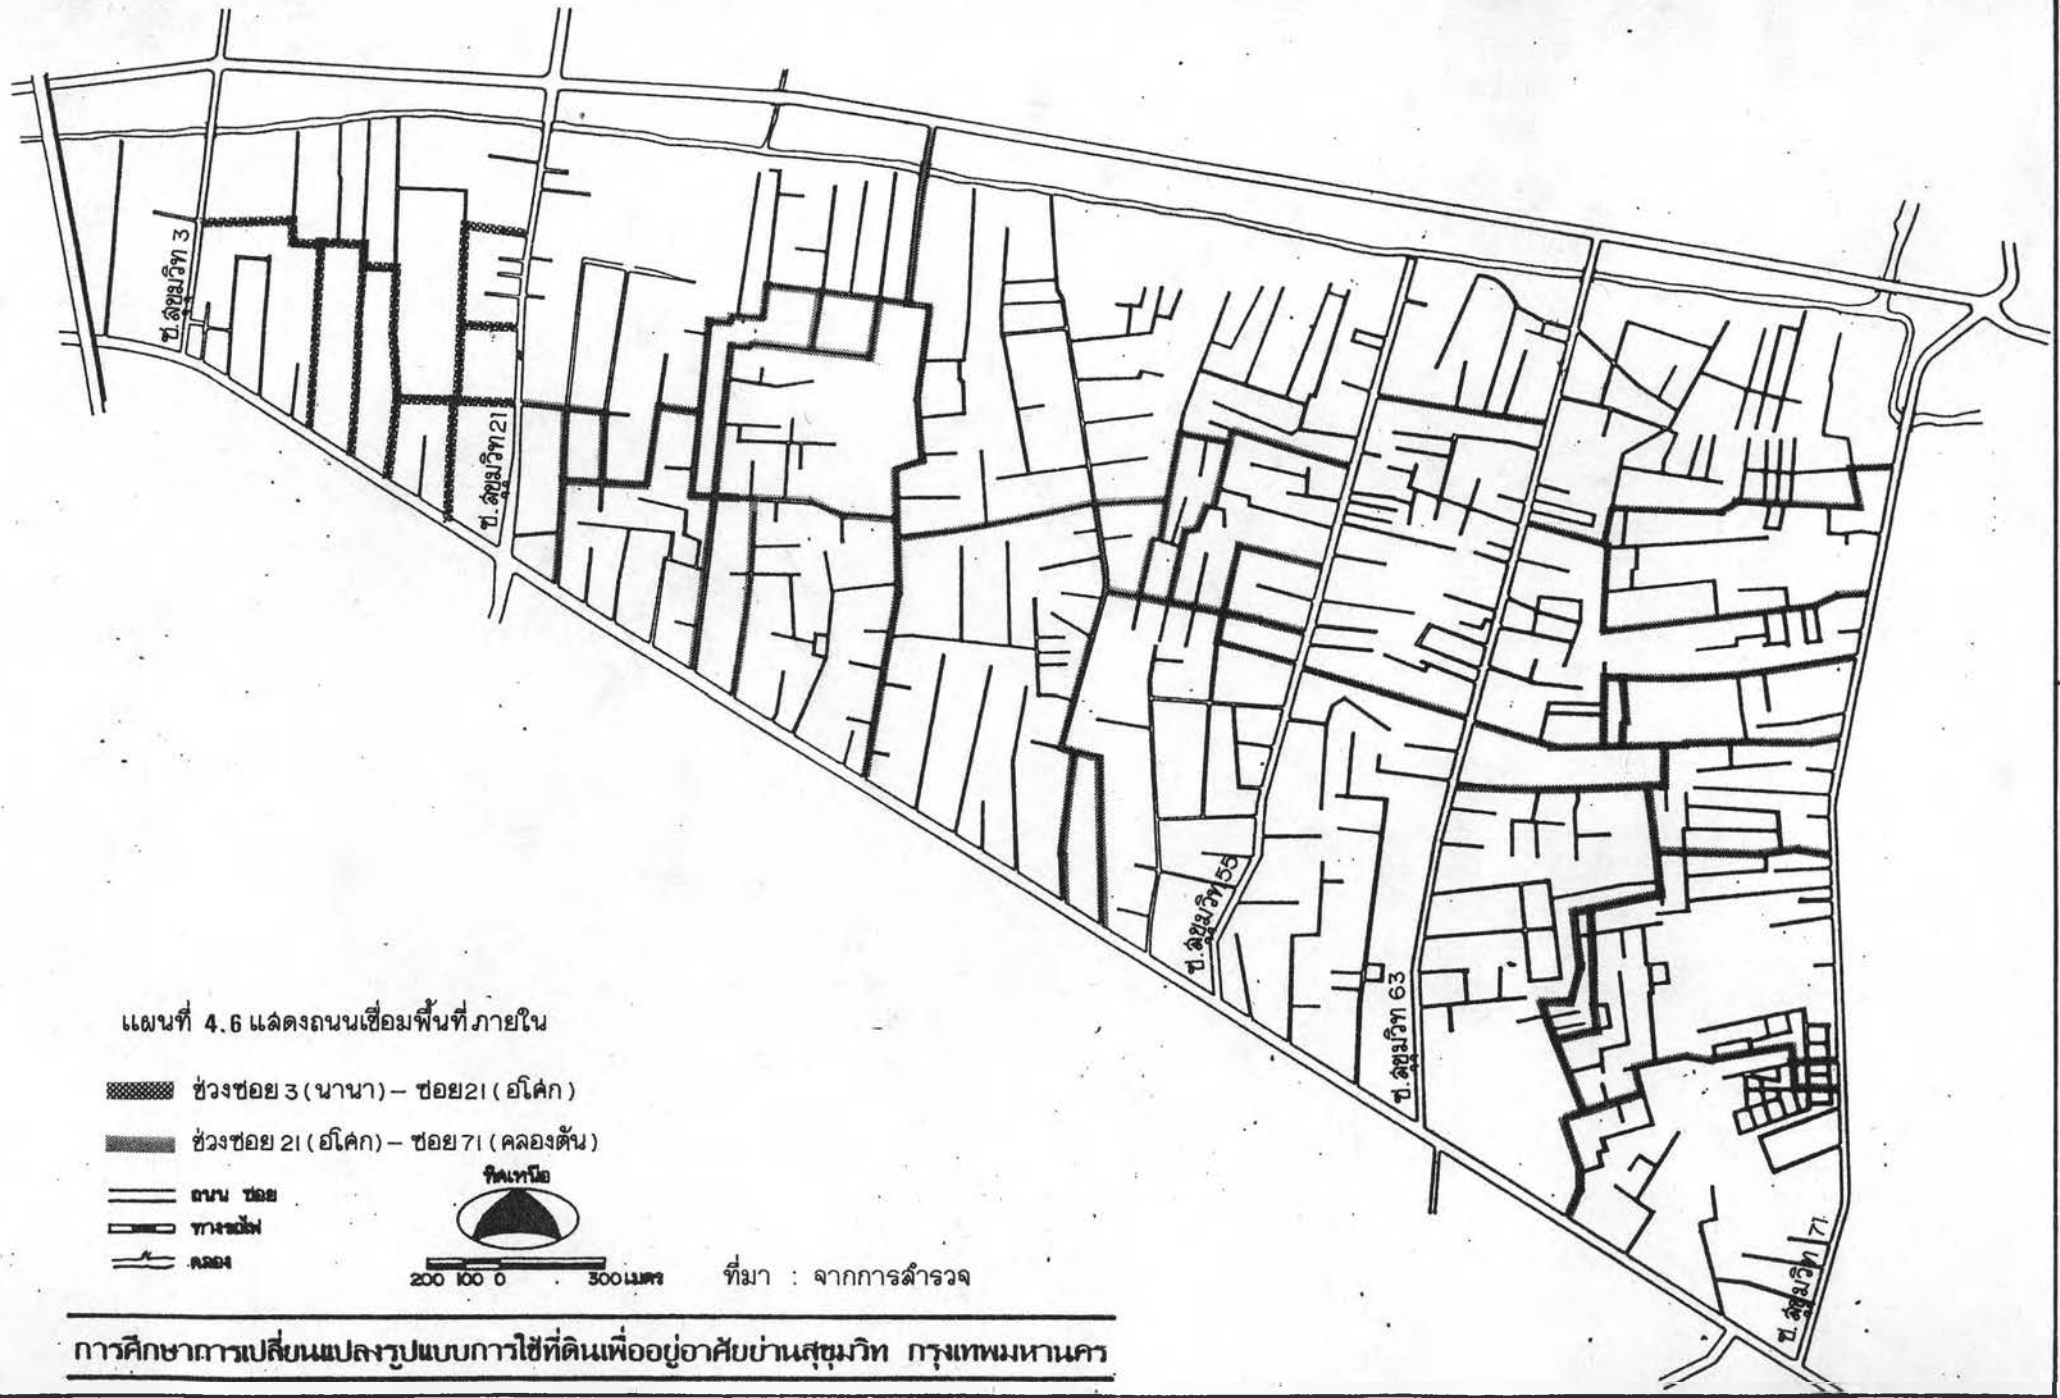 ซ.สุขุมวิท 3
ซ.สุขุมวิท 21
ซ.สุขุมวิท 55
ซ.สุขุมวิท 63
ซ.สุขุมวิท 71
แผนที่ 4.6 แสดงถนนเชื่อมพื้นที่ภายใน
ช่วงซอย 3 (นานา) – ซอย 21 (อโศก)
ช่วงซอย 21 (อโศก) – ซอย 71 (คลองตัน)
ถนน ซอย
ทางรถไฟ
คลอง
ทิศเหนือ
200 100 0 300 เมตร
ที่มา : จากการสำรวจ
การศึกษาการเปลี่ยนแปลงรูปแบบการใช้ที่ดินเพื่ออยู่อาศัยย่านสุขุมวิท กรุงเทพมหานคร